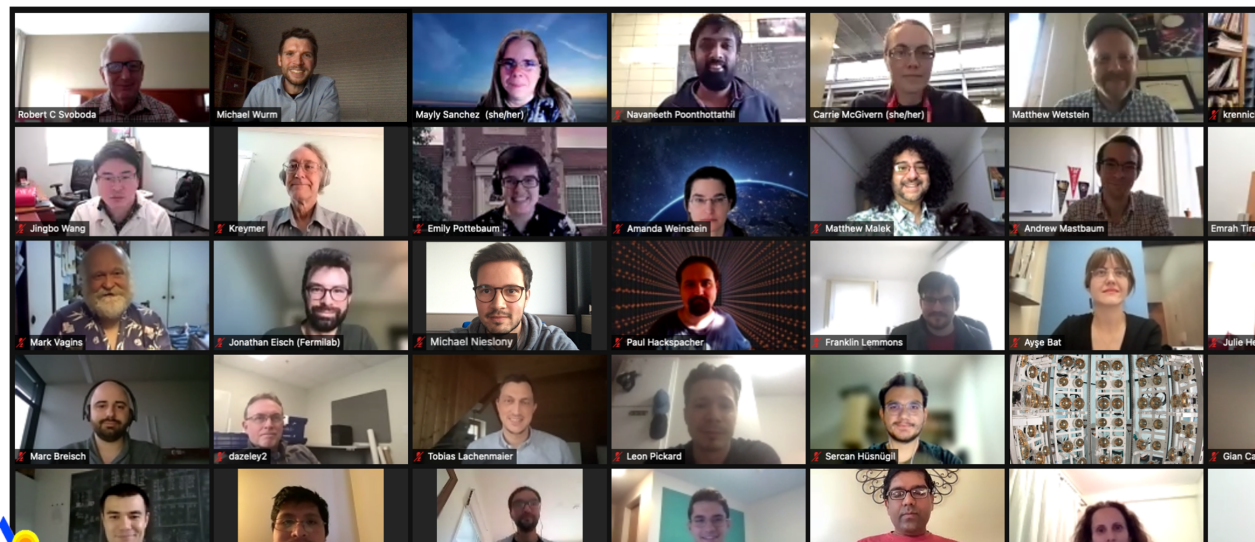 Robert C Svoboda
Michael Wurm
Mayly Sanchez (she/her)
Navaneeth Poonthottathil
Carrie McGivern (she/her)
Matthew Wetstein
krennic
Jingbo Wang
Kreymer
Emily Pottebaum
Amanda Weinstein
Matthew Malek
Andrew Mastbaum
Emrah Tira
Mark Vagins
Jonathan Eisch (Fermilab)
Michael Nieslony
Paul Hackspacher
Franklin Lemmons
Ayşe Bat
Julie He
Marc Breisch
dazeley2
Tobias Lachenmaier
Leon Pickard
Sercan Hüsnügil
Gian Ca